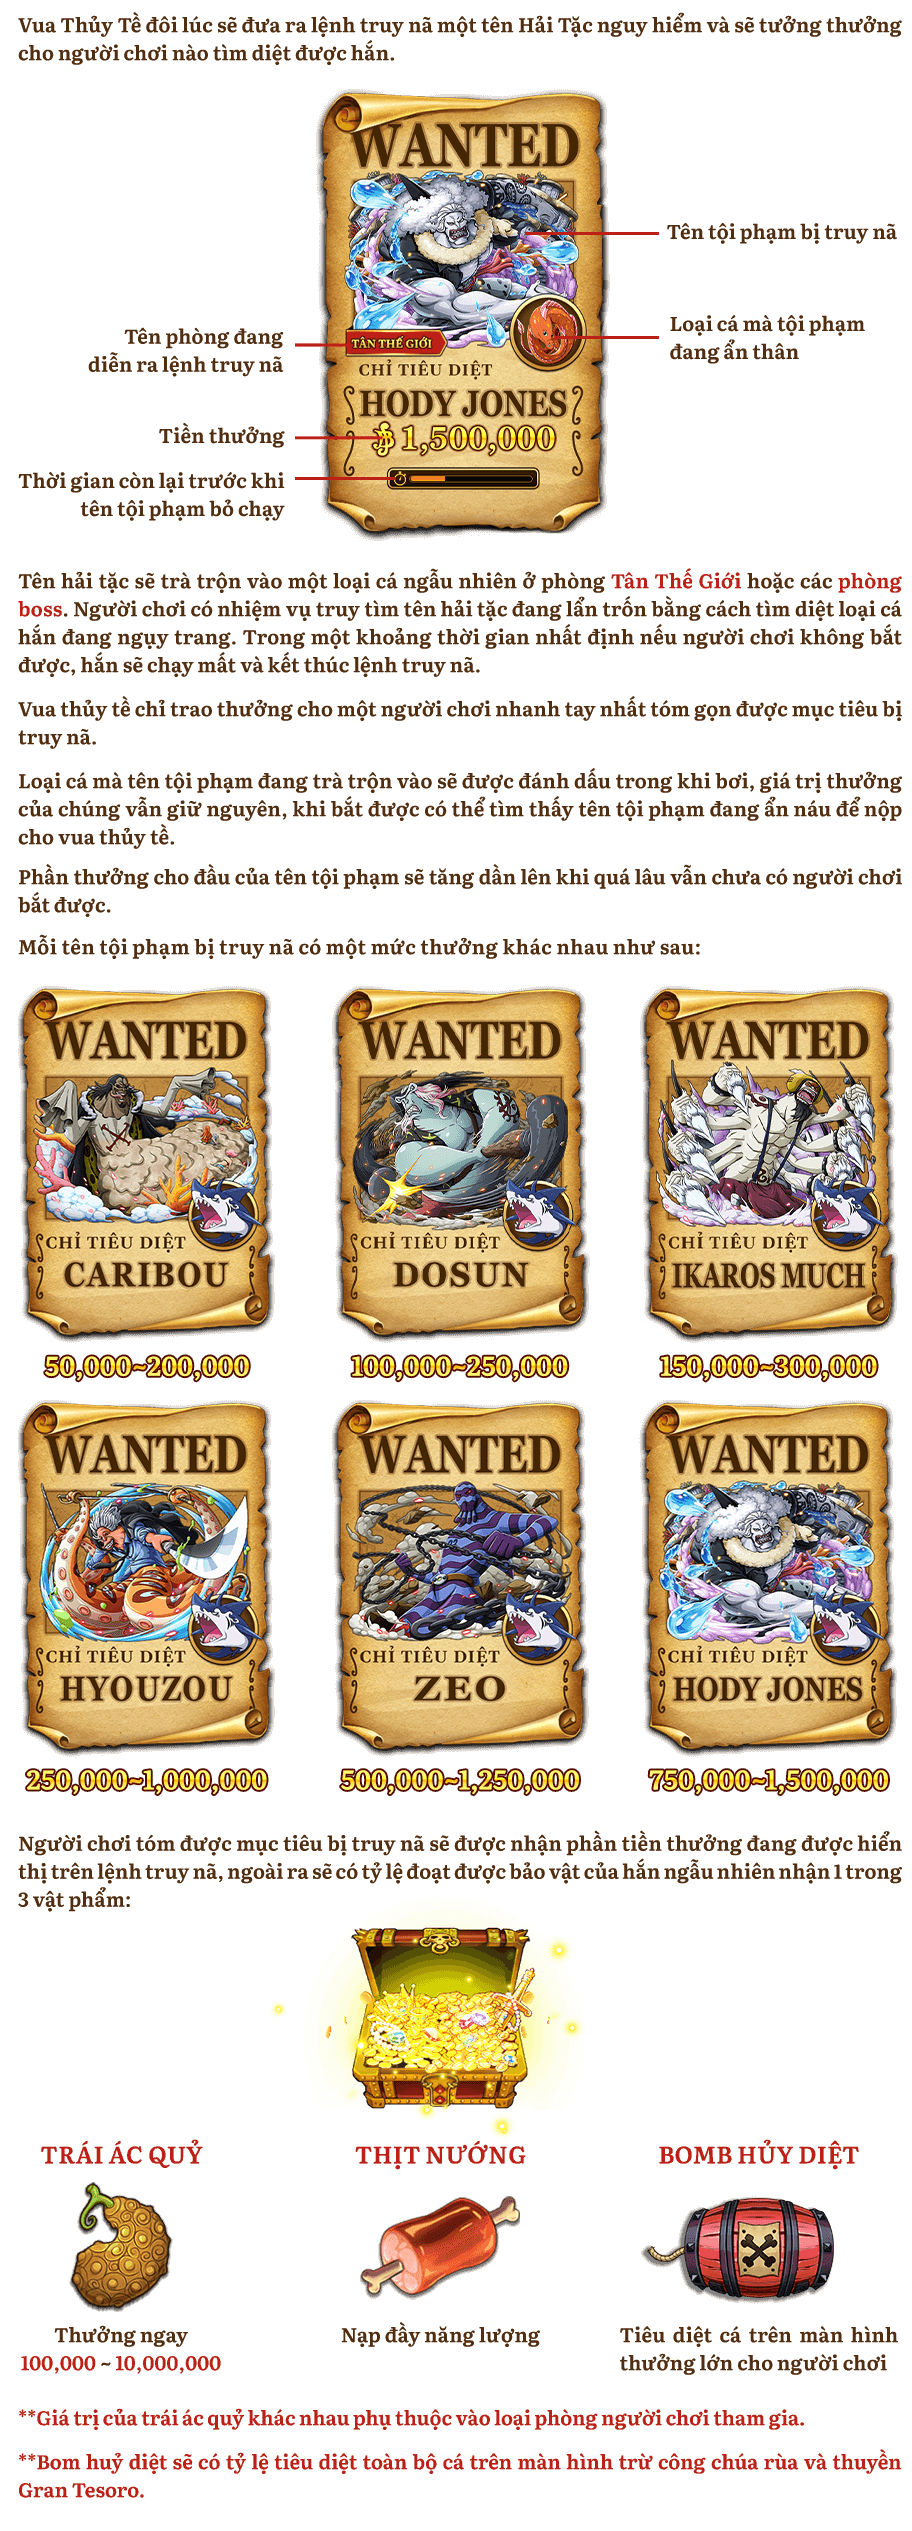 Vua Thủy Tề đôi lúc sẽ đưa ra lệnh truy nã một tên Hải Tặc nguy hiểm và sẽ tưởng thưởng
cho người chơi nào tìm diệt được hắn.
WANTED
Tên tội phạm bị truy nã
Loại cá mà tội phạm
đang ẩn thân
Tên phòng đang
diễn ra lệnh truy nã
TÂN THẾ GIỚI
CHỈ TIÊU DIỆT
HODY JONES
Tiền thưởng
฿ 1,500,000
Thời gian còn lại trước khi
tên tội phạm bỏ chạy
Tên hải tặc sẽ trà trộn vào một loại cá ngẫu nhiên ở phòng Tân Thế Giới hoặc các phòng
boss. Người chơi có nhiệm vụ truy tìm tên hải tặc đang lẩn trốn bằng cách tìm diệt loại cá
hắn đang ngụy trang. Trong một khoảng thời gian nhất định nếu người chơi không bắt
được, hắn sẽ chạy mất và kết thúc lệnh truy nã.
Vua thủy tề chỉ trao thưởng cho một người chơi nhanh tay nhất tóm gọn được mục tiêu bị
truy nã.
Loại cá mà tên tội phạm đang trà trộn vào sẽ được đánh dấu trong khi bơi, giá trị thưởng
của chúng vẫn giữ nguyên, khi bắt được có thể tìm thấy tên tội phạm đang ẩn náu để nộp
cho vua thủy tề.
Phần thưởng cho đầu của tên tội phạm sẽ tăng dần lên khi quá lâu vẫn chưa có người chơi
bắt được.
Mỗi tên tội phạm bị truy nã có một mức thưởng khác nhau như sau:
WANTED
CHỈ TIÊU DIỆT
CARIBOU
50,000~200,000
WANTED
CHỈ TIÊU DIỆT
DOSUN
100,000~250,000
WANTED
CHỈ TIÊU DIỆT
IKAROS MUCH
150,000~300,000
WANTED
CHỈ TIÊU DIỆT
HYOUZOU
250,000~1,000,000
WANTED
CHỈ TIÊU DIỆT
ZEO
500,000~1,250,000
WANTED
CHỈ TIÊU DIỆT
HODY JONES
750,000~1,500,000
Người chơi tóm được mục tiêu bị truy nã sẽ được nhận phần tiền thưởng đang được hiển
thị trên lệnh truy nã, ngoài ra sẽ có tỷ lệ đoạt được bảo vật của hắn ngẫu nhiên nhận 1 trong
3 vật phẩm:
TRÁI ÁC QUỶ
Thưởng ngay
100,000 ~ 10,000,000
THỊT NƯỚNG
Nạp đầy năng lượng
BOMB HỦY DIỆT
Tiêu diệt cá trên màn hình
thưởng lớn cho người chơi
**Giá trị của trái ác quỷ khác nhau phụ thuộc vào loại phòng người chơi tham gia.
**Bom huỷ diệt sẽ có tỷ lệ tiêu diệt toàn bộ cá trên màn hình trừ công chúa rùa và thuyền
Gran Tesoro.